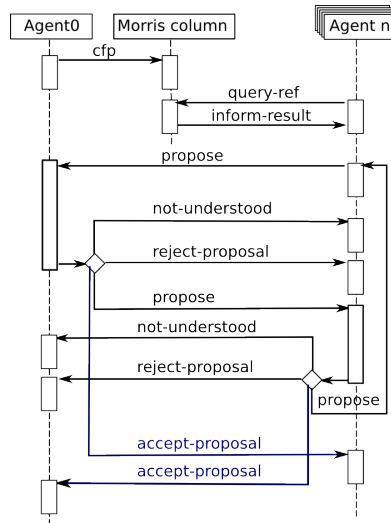 Agent0
Morris column
Agent n
cfp
query-ref
inform-result
propose
not-understood
reject-proposal
propose
not-understood
reject-proposal
propose
accept-proposal
accept-proposal